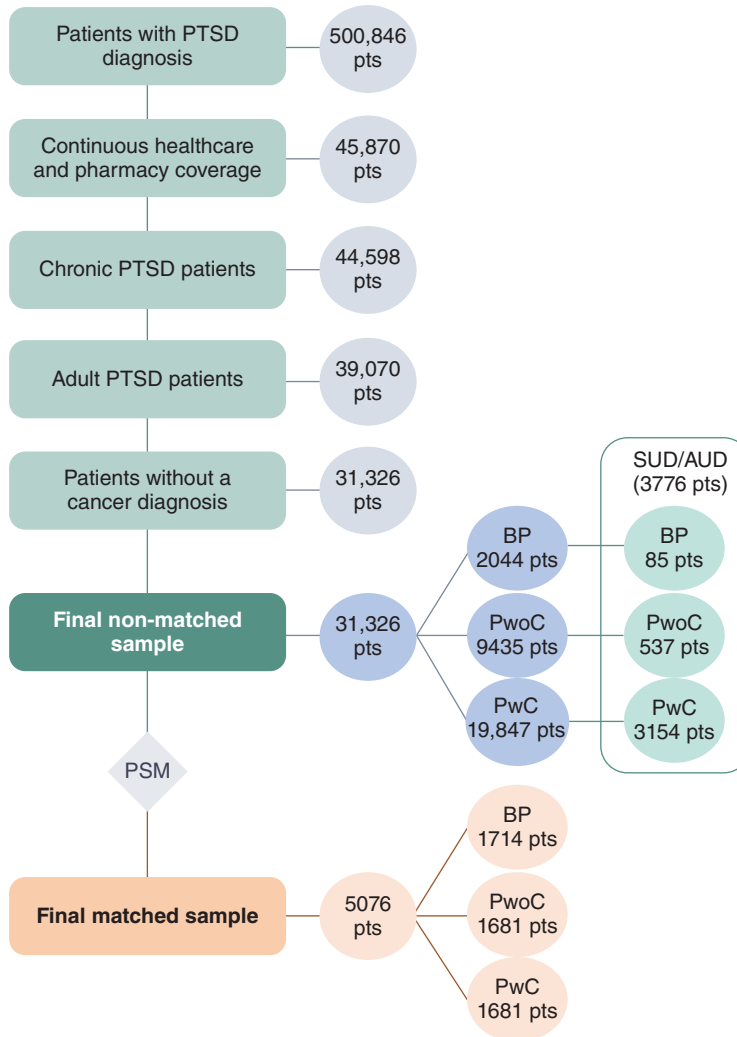 Patients with PTSD
diagnosis
500,846
pts
Continuous healthcare
and pharmacy coverage
45,870
pts
Chronic PTSD patients
44,598
pts
Adult PTSD patients
39,070
pts
Patients without a
cancer diagnosis
31,326
pts
SUD/AUD
(3776 pts)
BP
2044 pts
BP
85 pts
Final non-matched
sample
31,326
pts
PwoC
9435 pts
PwoC
537 pts
PwC
19,847 pts
PwC
3154 pts
PSM
BP
1714 pts
Final matched sample
5076
pts
PwoC
1681 pts
PwC
1681 pts